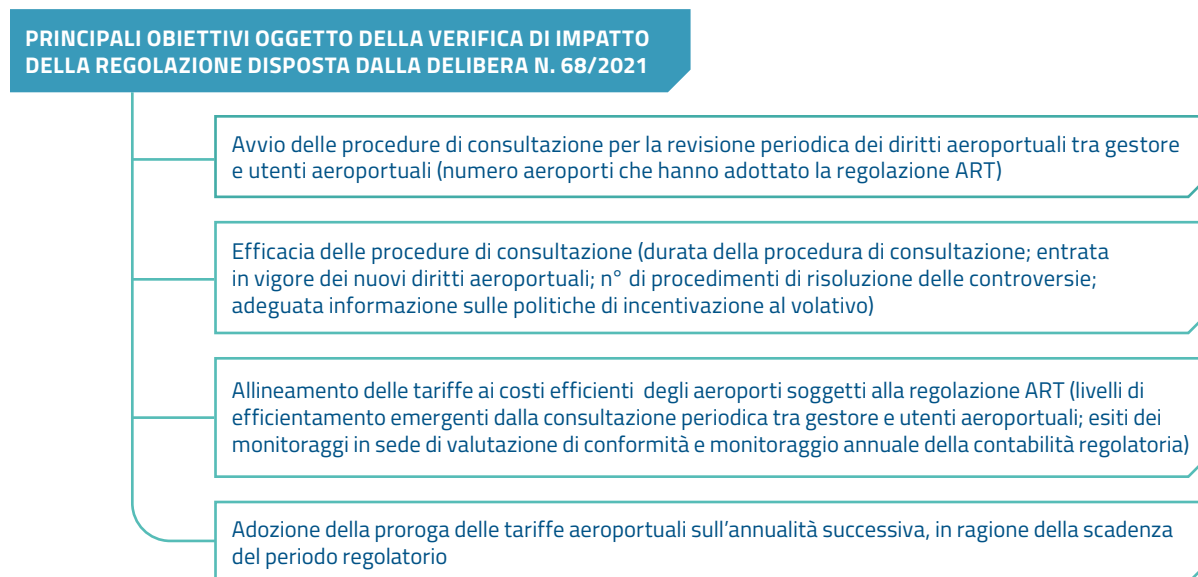 PRINCIPALI OBIETTIVI OGGETTO DELLA VERIFICA DI IMPATTO
DELLA REGOLAZIONE DISPOSTA DALLA DELIBERA N. 68/2021
Avvio delle procedure di consultazione per la revisione periodica dei diritti aeroportuali tra gestore
e utenti aeroportuali (numero aeroporti che hanno adottato la regolazione ART)
Efficacia delle procedure di consultazione (durata della procedura di consultazione; entrata
in vigore dei nuovi diritti aeroportuali; n° di procedimenti di risoluzione delle controversie;
adeguata informazione sulle politiche di incentivazione al volativo)
Allineamento delle tariffe ai costi efficienti degli aeroporti soggetti alla regolazione ART (livelli di
efficientamento emergenti dalla consultazione periodica tra gestore e utenti aeroportuali; esiti dei
monitoraggi in sede di valutazione di conformità e monitoraggio annuale della contabilità regolatoria)
Adozione della proroga delle tariffe aeroportuali sull’annualità successiva, in ragione della scadenza
del periodo regolatorio